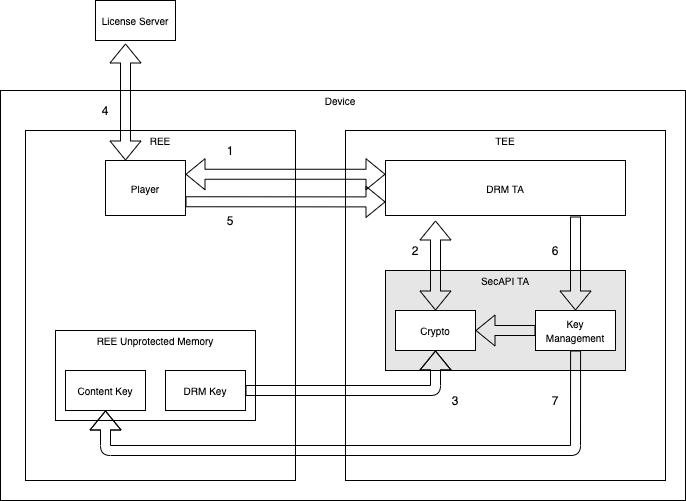 License Server
4
Device
REE
TEE
1
Player
DRM TA
5
2
6
SecAPI TA
Crypto
Key
Management
REE Unprotected Memory
Content Key
DRM Key
3
7